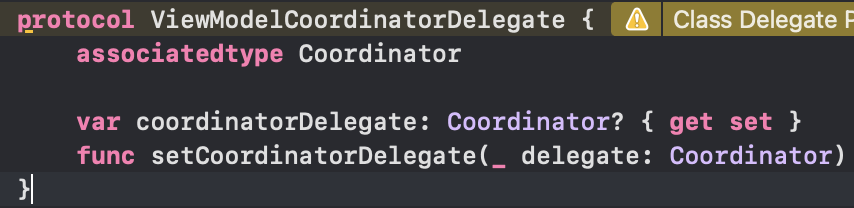 protocol ViewModelCoordinatorDelegate { Class Delegate
associatedtype Coordinator
var coordinatorDelegate: Coordinator? { get set }
func setCoordinatorDelegate(_ delegate: Coordinator)
}